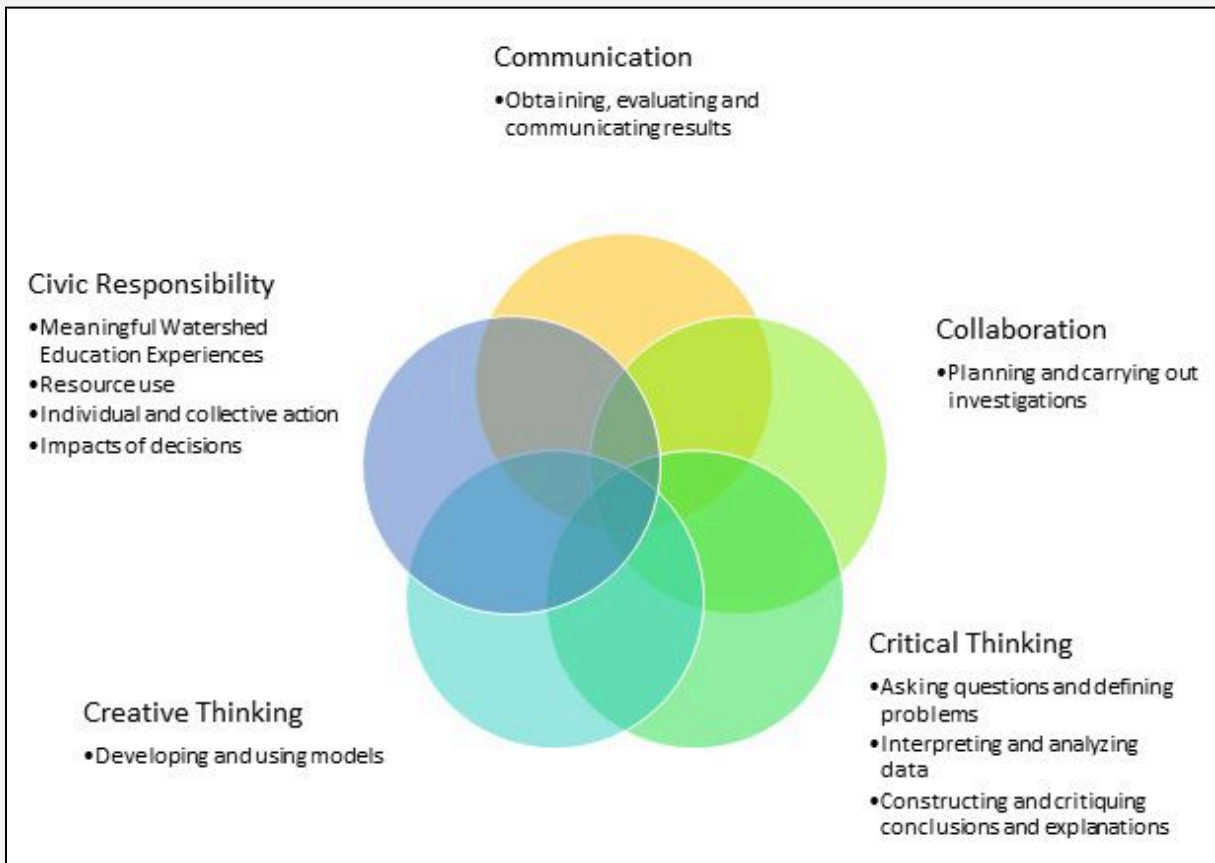 Communication
•Obtaining, evaluating and
communicating results
Civic Responsibility
•Meaningful Watershed
Education Experiences
•Resource use
•Individual and collective action
•Impacts of decisions
Collaboration
•Planning and carrying out
investigations
Creative Thinking
•Developing and using models
Critical Thinking
•Asking questions and defining
problems
•Interpreting and analyzing
data
•Constructing and critiquing
conclusions and explanations